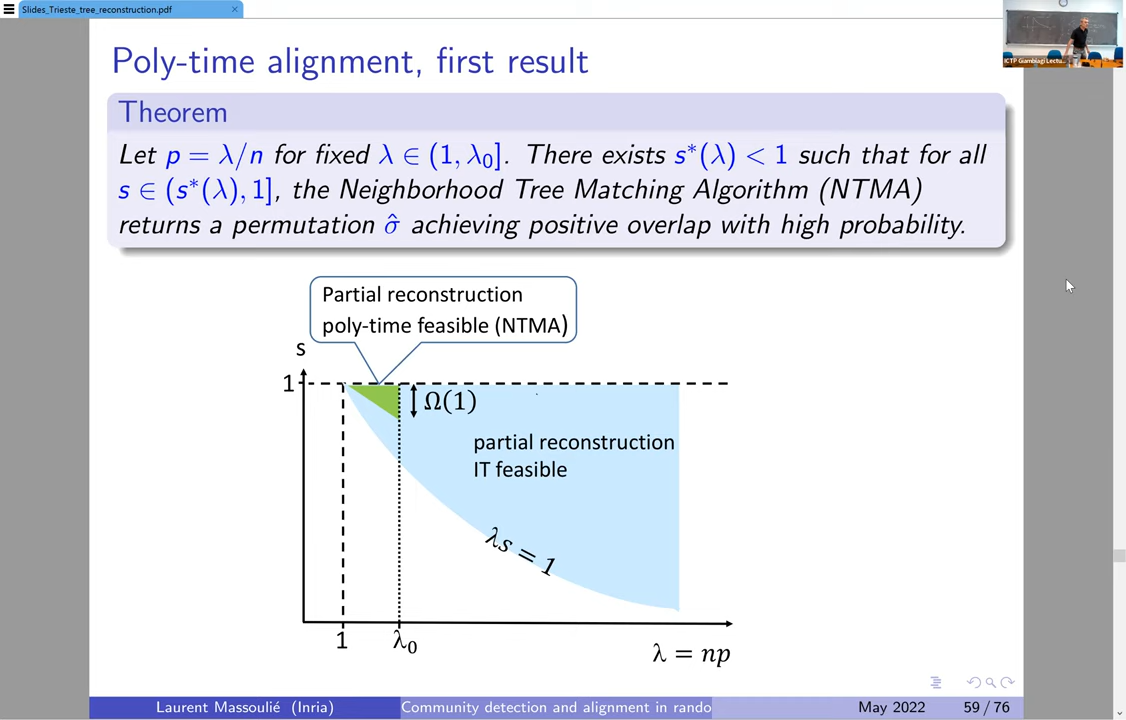 Slides_Trieste_tree_reconstruction.pdf
ICTP Giambiagi Lectu...
Poly-time alignment, first result
Theorem
Let p = λ/n for fixed λ ∈ (1, λ₀]. There exists s*(λ) < 1 such that for all
s ∈ (s*(λ), 1], the Neighborhood Tree Matching Algorithm (NTMA)
returns a permutation σ̂ achieving positive overlap with high probability.
Partial reconstruction
poly-time feasible (NTMA)
s
1
Ω(1)
partial reconstruction
IT feasible
λs = 1
1
λ₀
λ = np
Laurent Massoulié (Inria)
Community detection and alignment in rando
May 2022
59 / 76